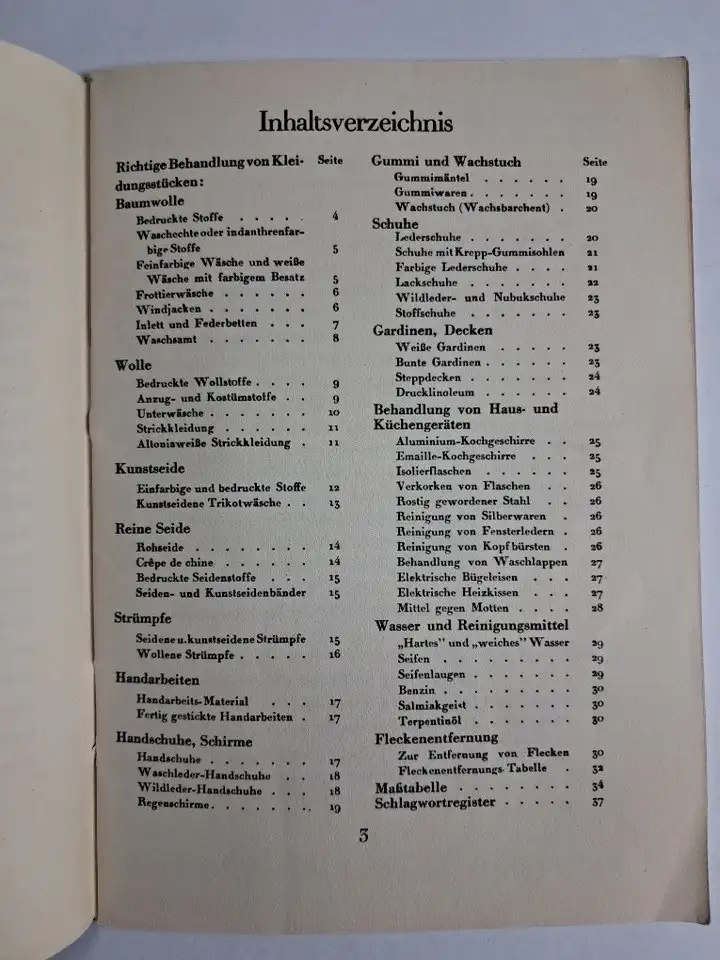 Inhaltsverzeichnis
Richtige Behandlung von Klei- Seite
dungsstücken:
Baumwolle
Bedruckte Stoffe . . . . . 4
Waschechte oder indanthrenfar-
bige Stoffe 5
Feinfarbige Wäsche und weiße
Wäsche mit farbigem Besatz 5
Frottierwäsche . . . . . . 6
Windjacken . . . . . . . 6
Inlett und Federbetten . . . 7
Waschsamt . . . . . . . 8
Wolle
Bedruckte Wollstoffe . . . . 9
Anzug- und Kostümstoffe . . 9
Unterwäsche . . . . . . . 10
Strickkleidung . . . . . . 11
Altoniaweiße Strickkleidung . 11
Kunstseide
Einfarbige und bedruckte Stoffe 12
Kunstseidene Trikotwäsche . . 13
Reine Seide
Rohseide . . . . . . . . 14
Crêpe de chine . . . . . . 14
Bedruckte Seidenstoffe . . . 15
Seiden- und Kunstseidenbänder 15
Strümpfe
Seidene u. kunstseidene Strümpfe 15
Wollene Strümpfe . . . . . 16
Handarbeiten
Handarbeits-Material . . . 17
Fertig gestickte Handarbeiten . 17
Handschuhe, Schirme
Handschuhe . . . . . . . 17
Waschleder-Handschuhe . . 18
Wildleder-Handschuhe . . . 18
Regenschirme . . . . . . . 19
Gummi und Wachstuch Seite
Gummimäntel . . . . . . 19
Gummiwaren . . . . . . . 19
Wachstuch (Wachsbarchent) . 20
Schuhe
Lederschuhe . . . . . . . 20
Schuhe mit Krepp-Gummisohlen 21
Farbige Lederschuhe . . . . 21
Lackschuhe . . . . . . . 22
Wildleder- und Nubukschuhe 23
Stoffschuhe . . . . . . . 23
Gardinen, Decken
Weiße Gardinen . . . . . 23
Bunte Gardinen . . . . . . 23
Steppdecken . . . . . . . 24
Drucklinoleum . . . . . . 24
Behandlung von Haus- und
Küchengeräten
Aluminium-Kochgeschirre . . 25
Emaille-Kochgeschirre . . . 25
Isolierflaschen . . . . . . 25
Verkorken von Flaschen . . 26
Rostig gewordener Stahl . . 26
Reinigung von Silberwaren . 26
Reinigung von Fensterledern . 26
Reinigung von Kopfbürsten . 26
Behandlung von Waschlappen 27
Elektrische Bügeleisen . . . 27
Elektrische Heizkissen . . . 27
Mittel gegen Motten . . . . 28
Wasser und Reinigungsmittel
„Hartes" und „weiches" Wasser 29
Seifen . . . . . . . . . 29
Seifenlaugen . . . . . . . 29
Benzin . . . . . . . . . 30
Salmiakgeist . . . . . . . 30
Terpentinöl . . . . . . . 30
Fleckenentfernung
Zur Entfernung von Flecken 30
Fleckenentfernungs-Tabelle . 32
Maßtabelle . . . . . . . . 34
Schlagwortregister . . . . . 37
3